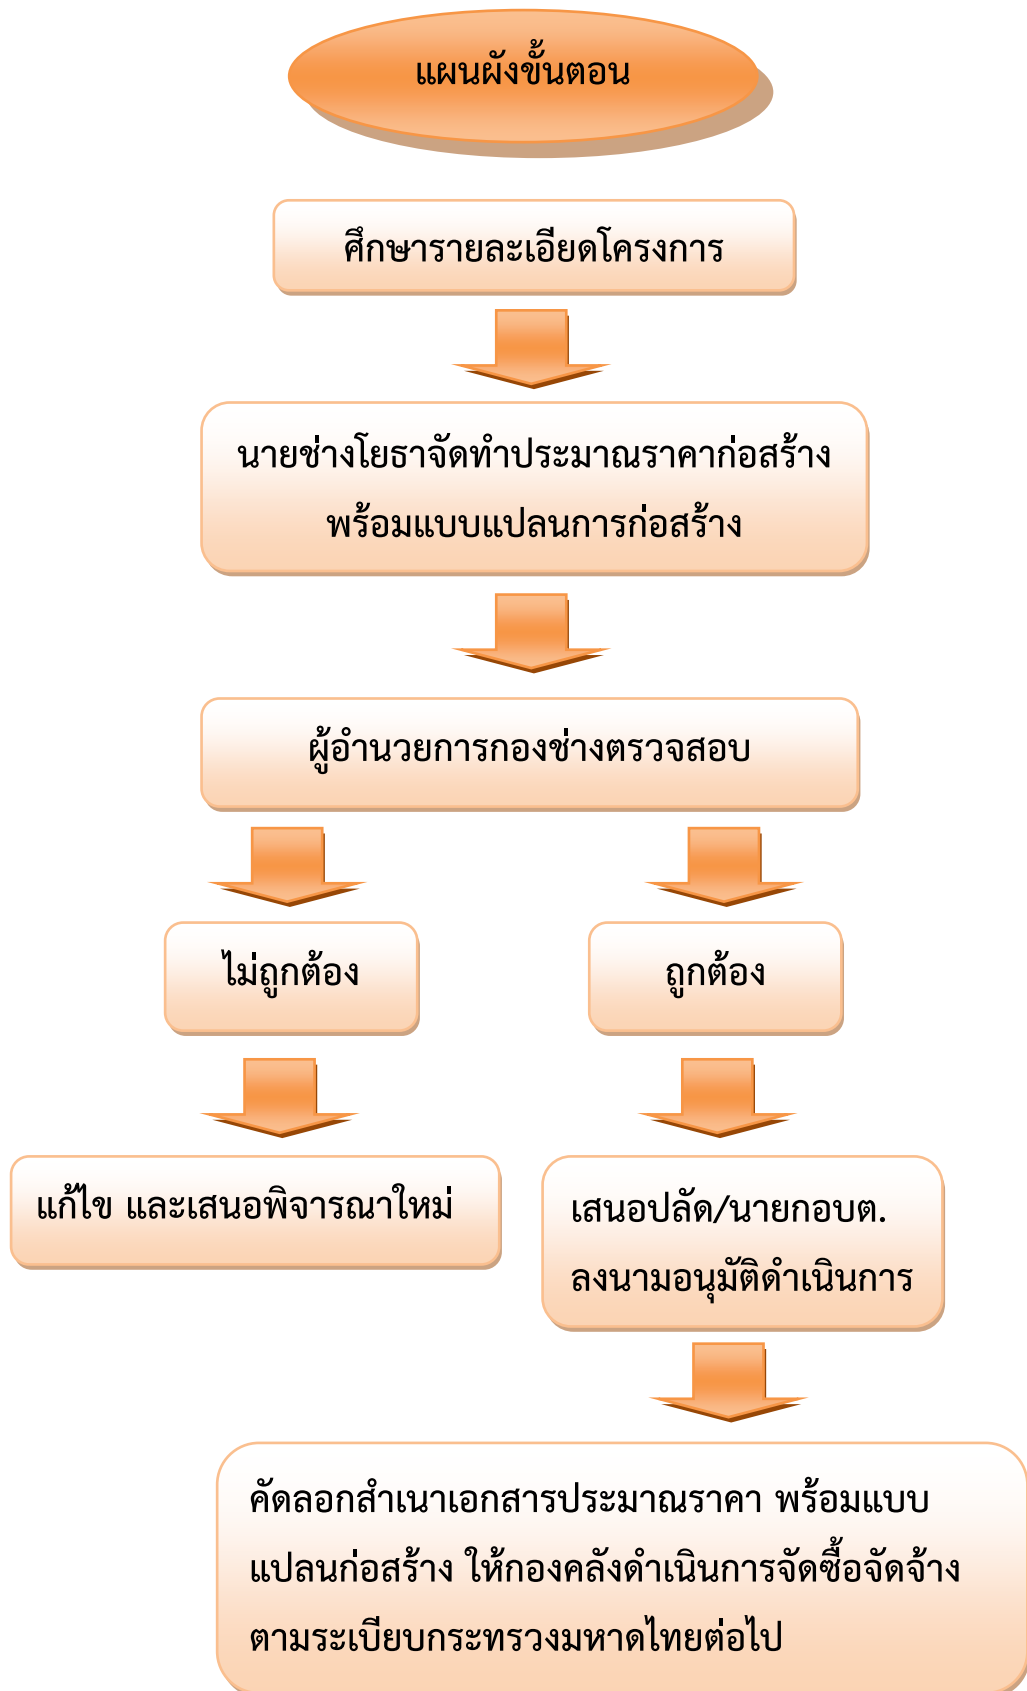 แผนผังขั้นตอน
ศึกษารายละเอียดโครงการ
นายช่างโยธาจัดทำประมาณราคาก่อสร้าง
พร้อมแบบแปลนการก่อสร้าง
ผู้อำนวยการกองช่างตรวจสอบ
ไม่ถูกต้อง
ถูกต้อง
แก้ไข และเสนอพิจารณาใหม่
เสนอปลัด/นายกอบต.
ลงนามอนุมัติดำเนินการ
คัดลอกสำเนาเอกสารประมาณราคา พร้อมแบบ
แปลนก่อสร้าง ให้กองคลังดำเนินการจัดซื้อจัดจ้าง
ตามระเบียบกระทรวงมหาดไทยต่อไป